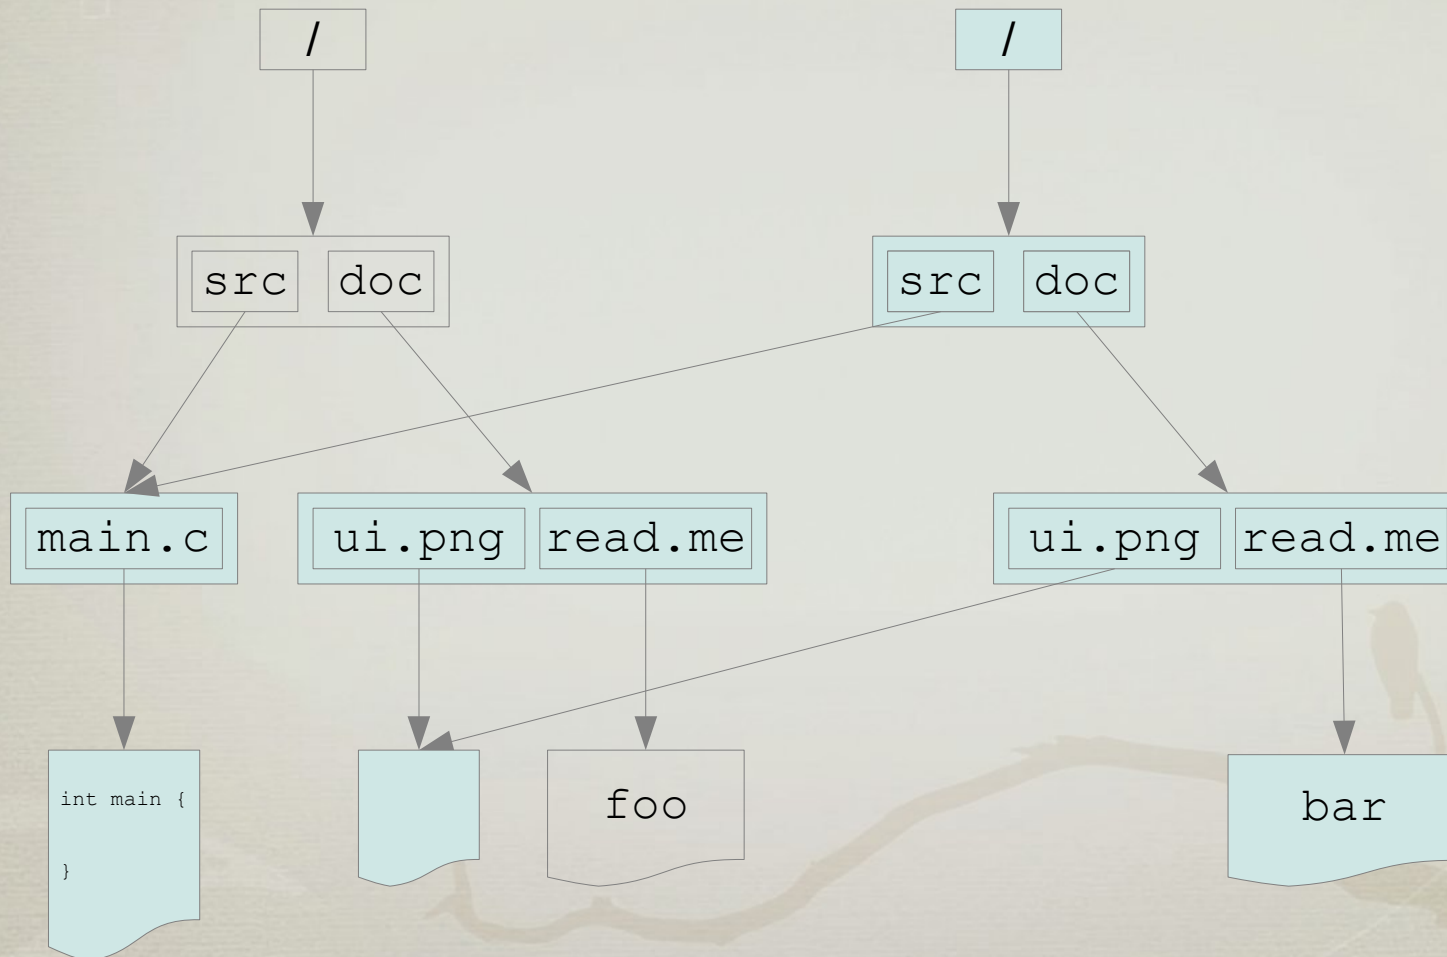 /
/
src doc
src doc
main.c
ui.png read.me
ui.png read.me
int main {
}
foo
bar